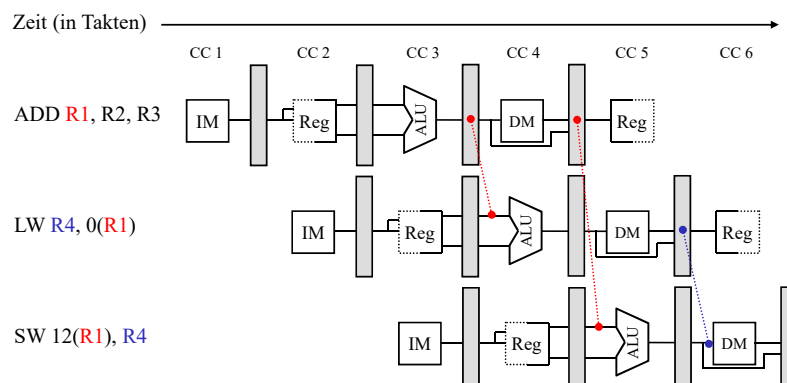 Zeit (in Takten)
CC 1 CC 2 CC 3 CC 4 CC 5 CC 6
ADD R1, R2, R3 IM Reg ALU DM Reg
LW R4, 0(R1) IM Reg ALU DM Reg
SW 12(R1), R4 IM Reg ALU DM